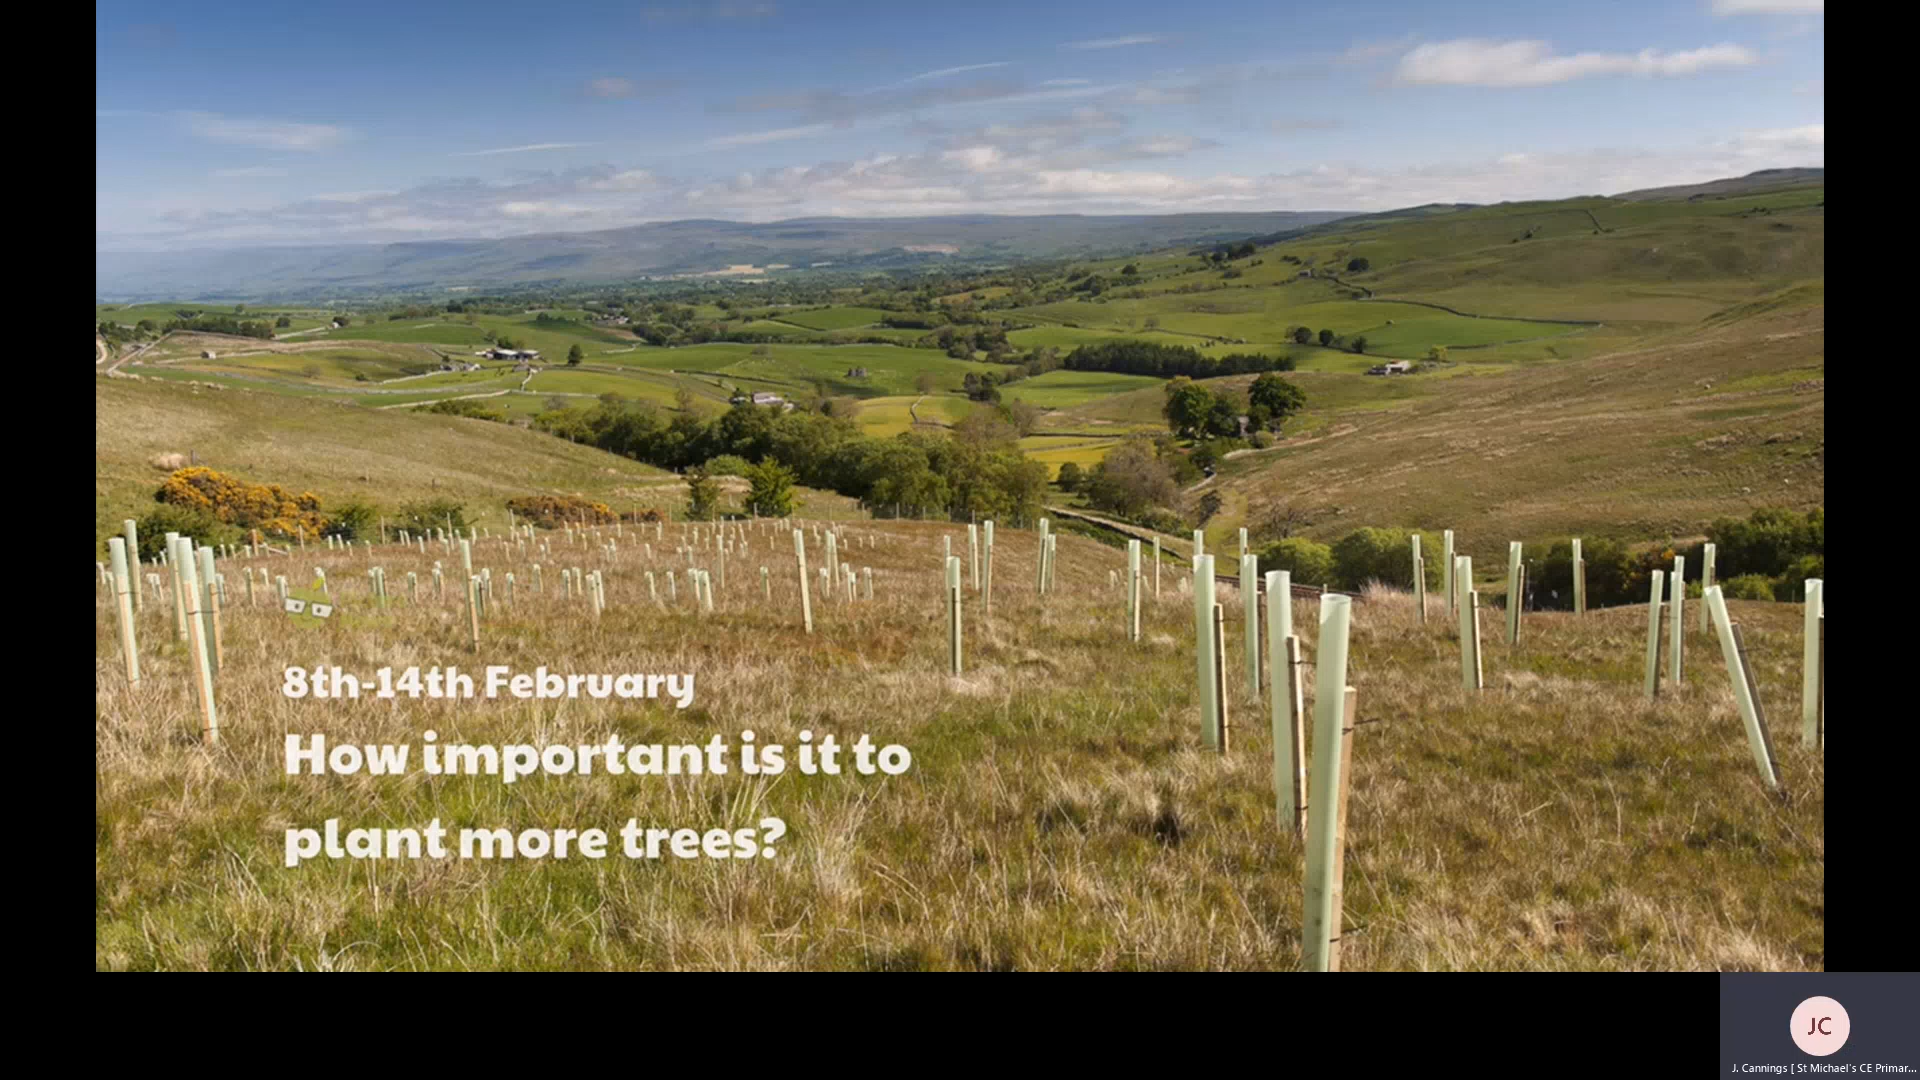 8th-14th February
How important is it to
plant more trees?
JC
J. Cannings [ St Michael's CE Primar...